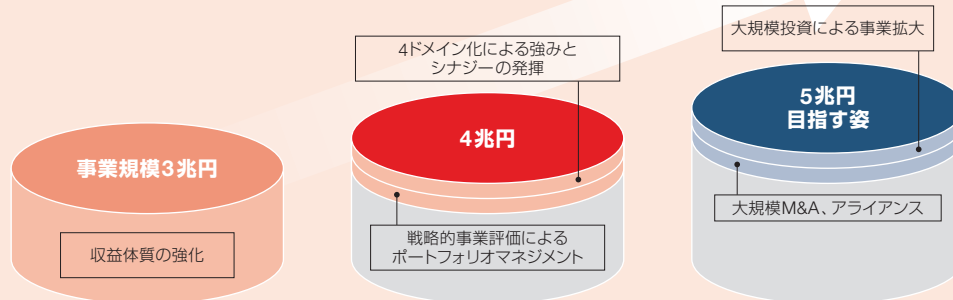 事業規模3兆円
収益体質の強化
4ドメイン化による強みと
シナジーの発揮
4兆円
戦略的事業評価による
ポートフォリオマネジメント
大規模投資による事業拡大
5兆円
目指す姿
大規模M&A、アライアンス